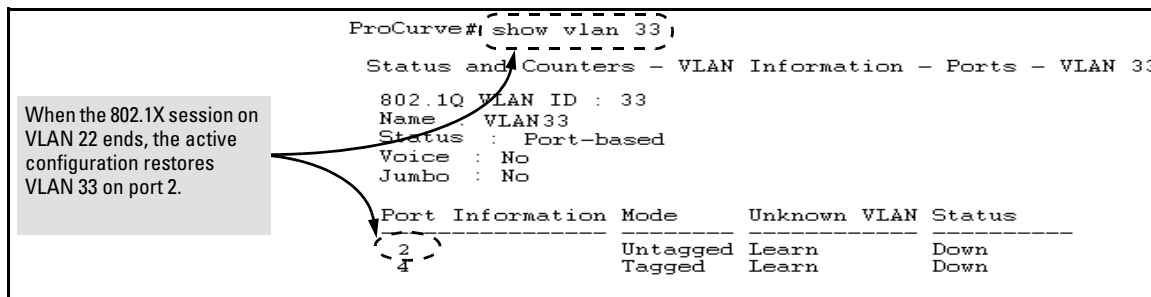 ProCurve# show vlan 33
Status and Counters - VLAN Information - Ports - VLAN 33
When the 802.1X session on
VLAN 22 ends, the active
configuration restores
VLAN 33 on port 2.
802.1Q VLAN ID : 33
Name : VLAN33
Status : Port-based
Voice : No
Jumbo : No
Port Information Mode Unknown VLAN Status
---------------- -------- ------------ ----------
2 Untagged Learn Down
4 Tagged Learn Down